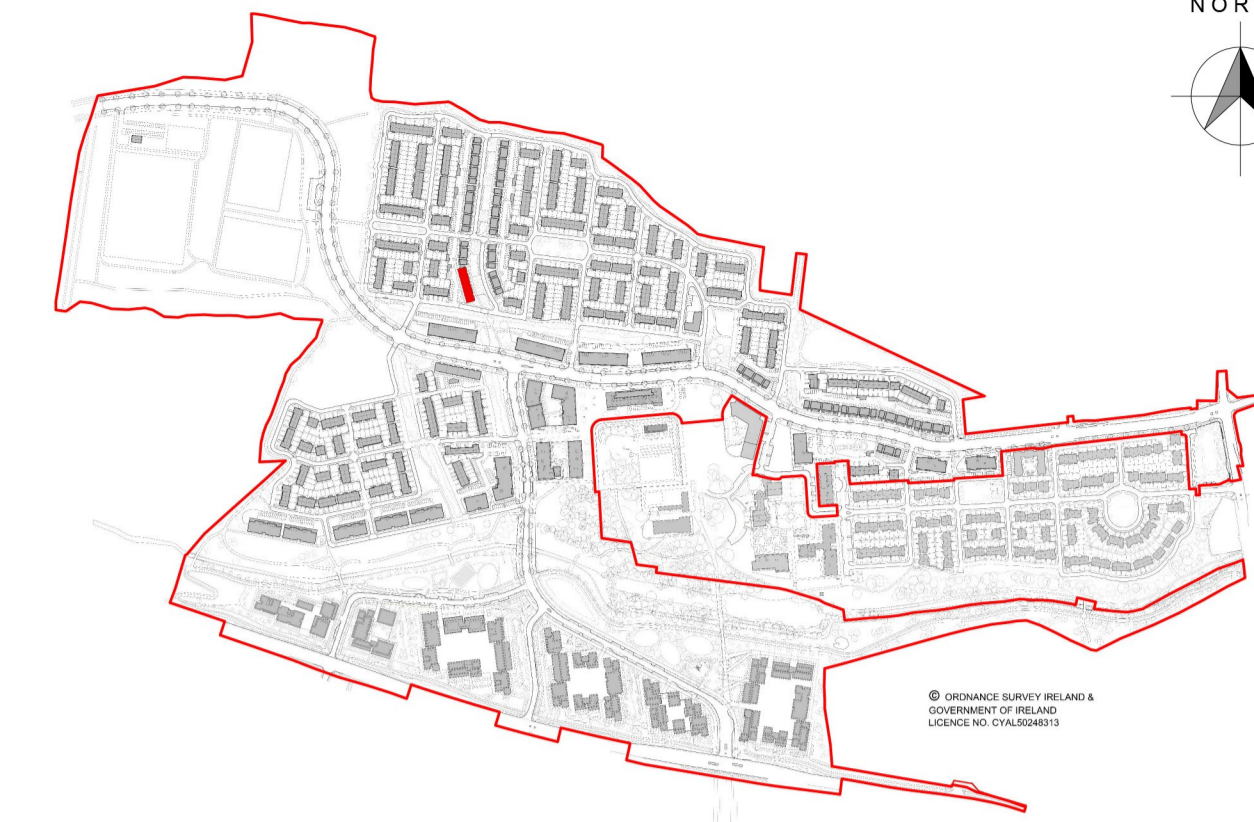 NOR
© ORDNANCE SURVEY IRELAND &
GOVERNMENT OF IRELAND
LICENCE NO. CYAL50248313